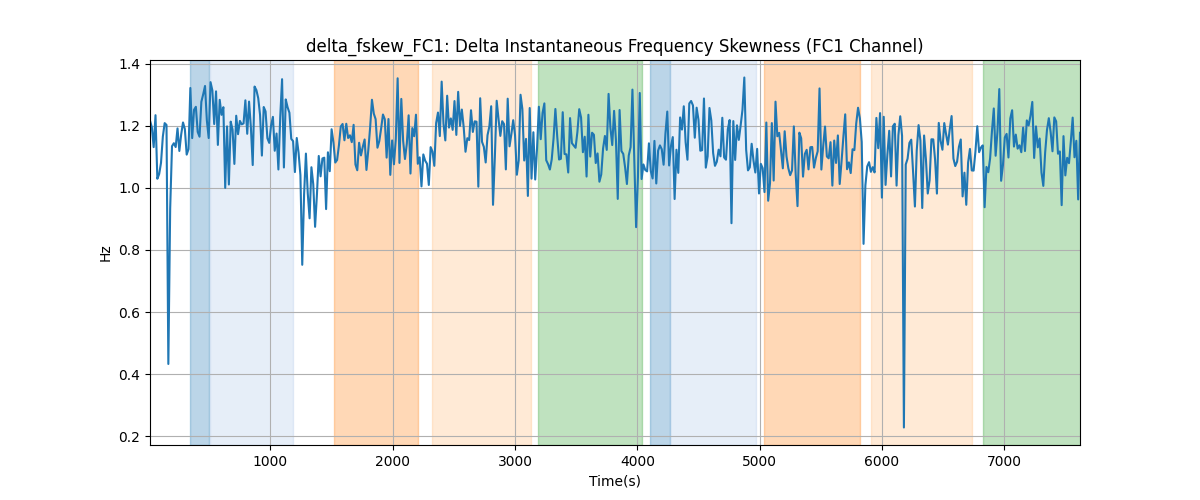 delta_fskew_FC1: Delta Instantaneous Frequency Skewness (FC1 Channel)
1.4
1.2
1.0
0.8
0.6
0.4
0.2
Hz
1000 2000 3000 4000 5000 6000 7000
Time(s)